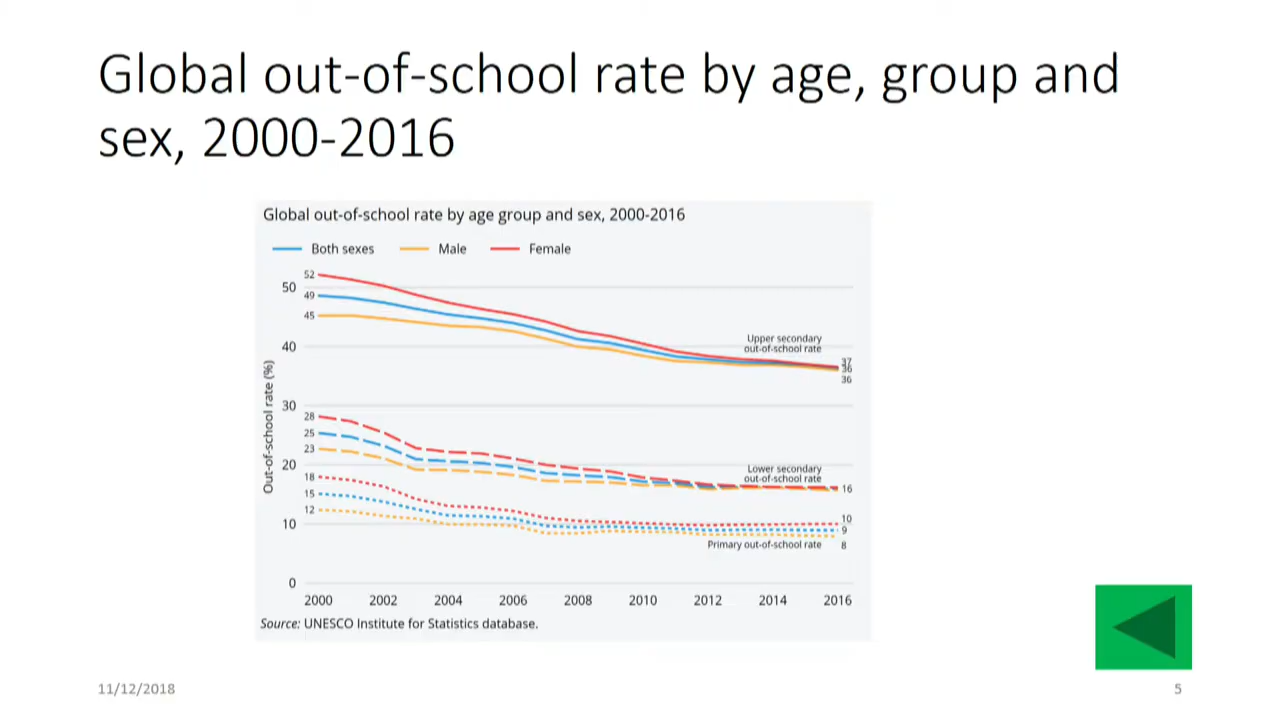 Global out-of-school rate by age, group and
sex, 2000-2016
Global out-of-school rate by age group and sex, 2000-2016
Both sexes Male Female
Out-of-school rate (%)
50
40
30
20
10
0
52
49
45
28
25
23
18
15
12
Upper secondary
out-of-school rate
37
36
36
Lower secondary
out-of-school rate
16
10
9
Primary out-of-school rate
8
2000 2002 2004 2006 2008 2010 2012 2014 2016
Source: UNESCO Institute for Statistics database.
11/12/2018
5